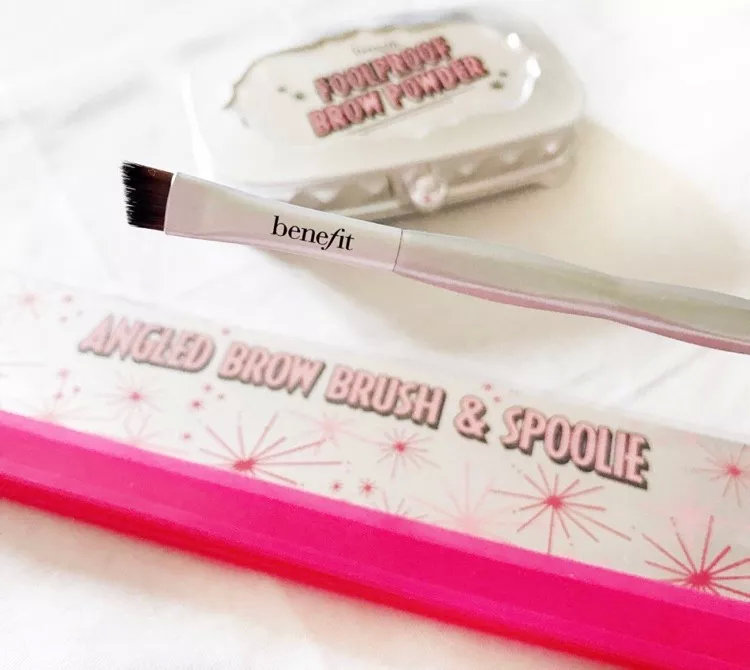 benefit
FOOLPROOF
BROW POWDER
benefit
ANGLED BROW BRUSH & SPOOLIE